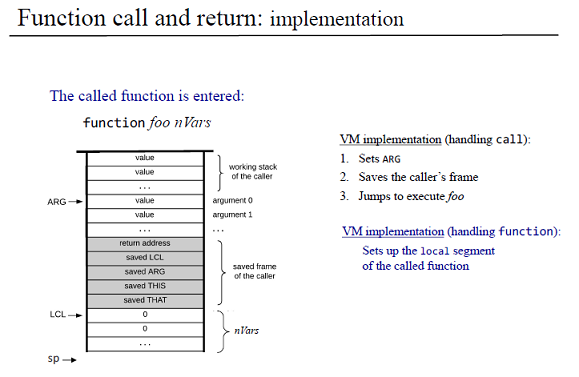 Function call and return: implementation
The called function is entered:
function foo nVars
value
value
...
ARG
value
value
...
return address
saved LCL
saved ARG
saved THIS
saved THAT
LCL
0
0
...
sp
working stack
of the caller
argument 0
argument 1
...
saved frame
of the caller
nVars
VM implementation (handling call):
1. Sets ARG
2. Saves the caller's frame
3. Jumps to execute foo
VM implementation (handling function):
Sets up the local segment
of the called function